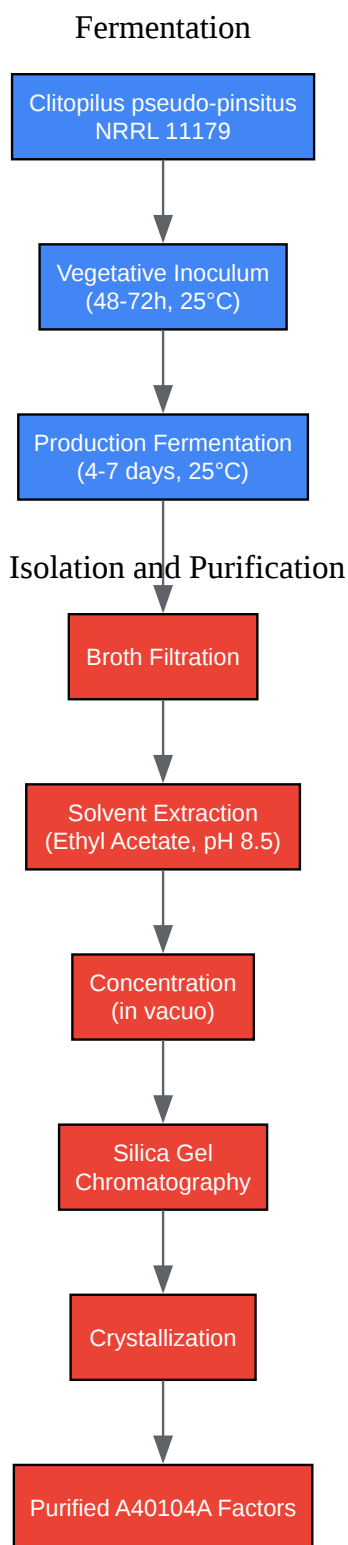 Fermentation
Clitopilus pseudo-pinsitus
NRRL 11179
Vegetative Inoculum
(48-72h, 25°C)
Production Fermentation
(4-7 days, 25°C)
Isolation and Purification
Broth Filtration
Solvent Extraction
(Ethyl Acetate, pH 8.5)
Concentration
(in vacuo)
Silica Gel
Chromatography
Crystallization
Purified A40104A Factors